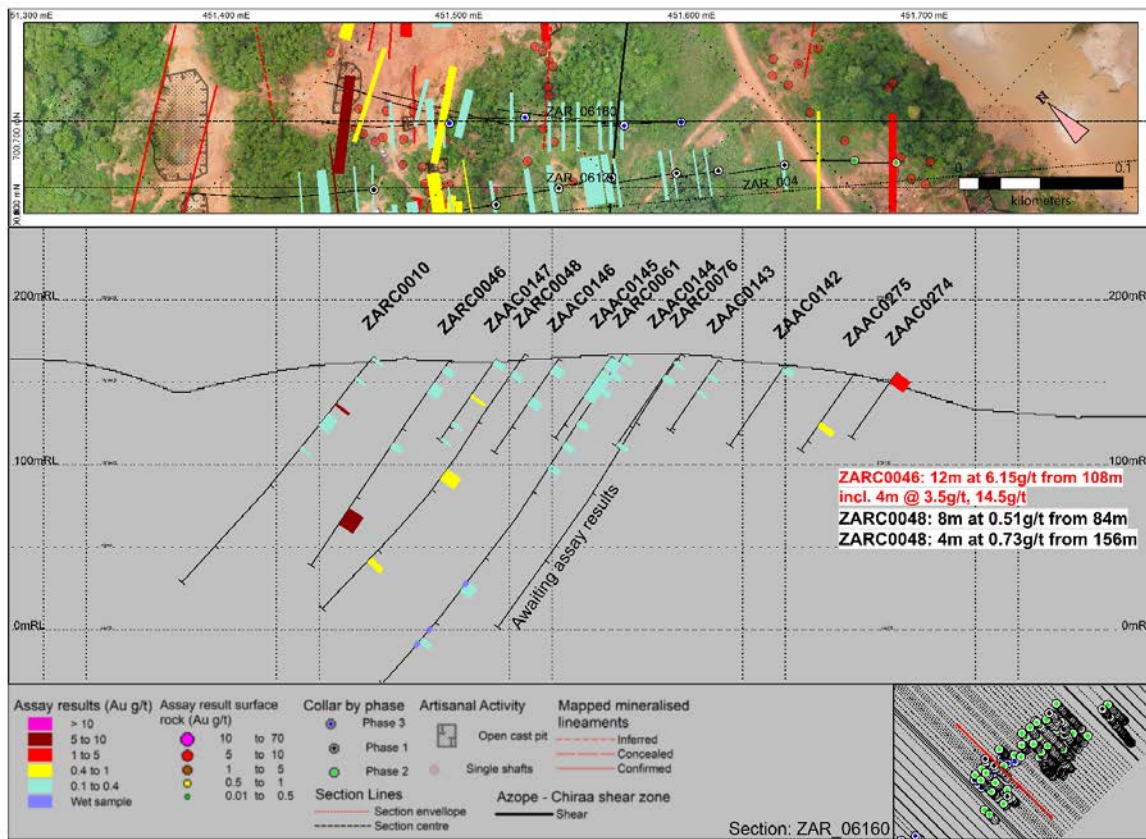 451,300 mE
451,400 mE
451,500 mE
451,600 mE
451,700 mE
ZAR_06160
N
700,700 mN
ZAR_004
0
0.1
kilometers
ZARC0010
ZARC0046
ZAAC0147
ZARC0048
ZAAC0146
ZAAC0145
ZARC0061
ZAAC0144
ZARC0076
ZAAC0143
ZAAC0142
ZAAC0275
ZAAC0274
200mRL
200mRL
100mRL
100mRL
ZARC0046: 12m at 6.15g/t from 108m
incl. 4m @ 3.5g/t, 14.5g/t
ZARC0048: 8m at 0.51g/t from 84m
ZARC0048: 4m at 0.73g/t from 156m
Awaiting assay results
0mRL
0mRL
Assay results (Au g/t)
> 10
5 to 10
1 to 5
0.4 to 1
0.1 to 0.4
Wet sample
Assay result surface
rock (Au g/t)
10 to 70
5 to 10
1 to 5
0.5 to 1
0.01 to 0.5
Collar by phase
Phase 3
Phase 1
Phase 2
Section Lines
Section envelope
Section centre
Artisanal Activity
Open cast pit
Single shafts
Mapped mineralised
lineaments
Inferred
Concealed
Confirmed
Azope - Chiraa shear zone
Shear
Section: ZAR_06160